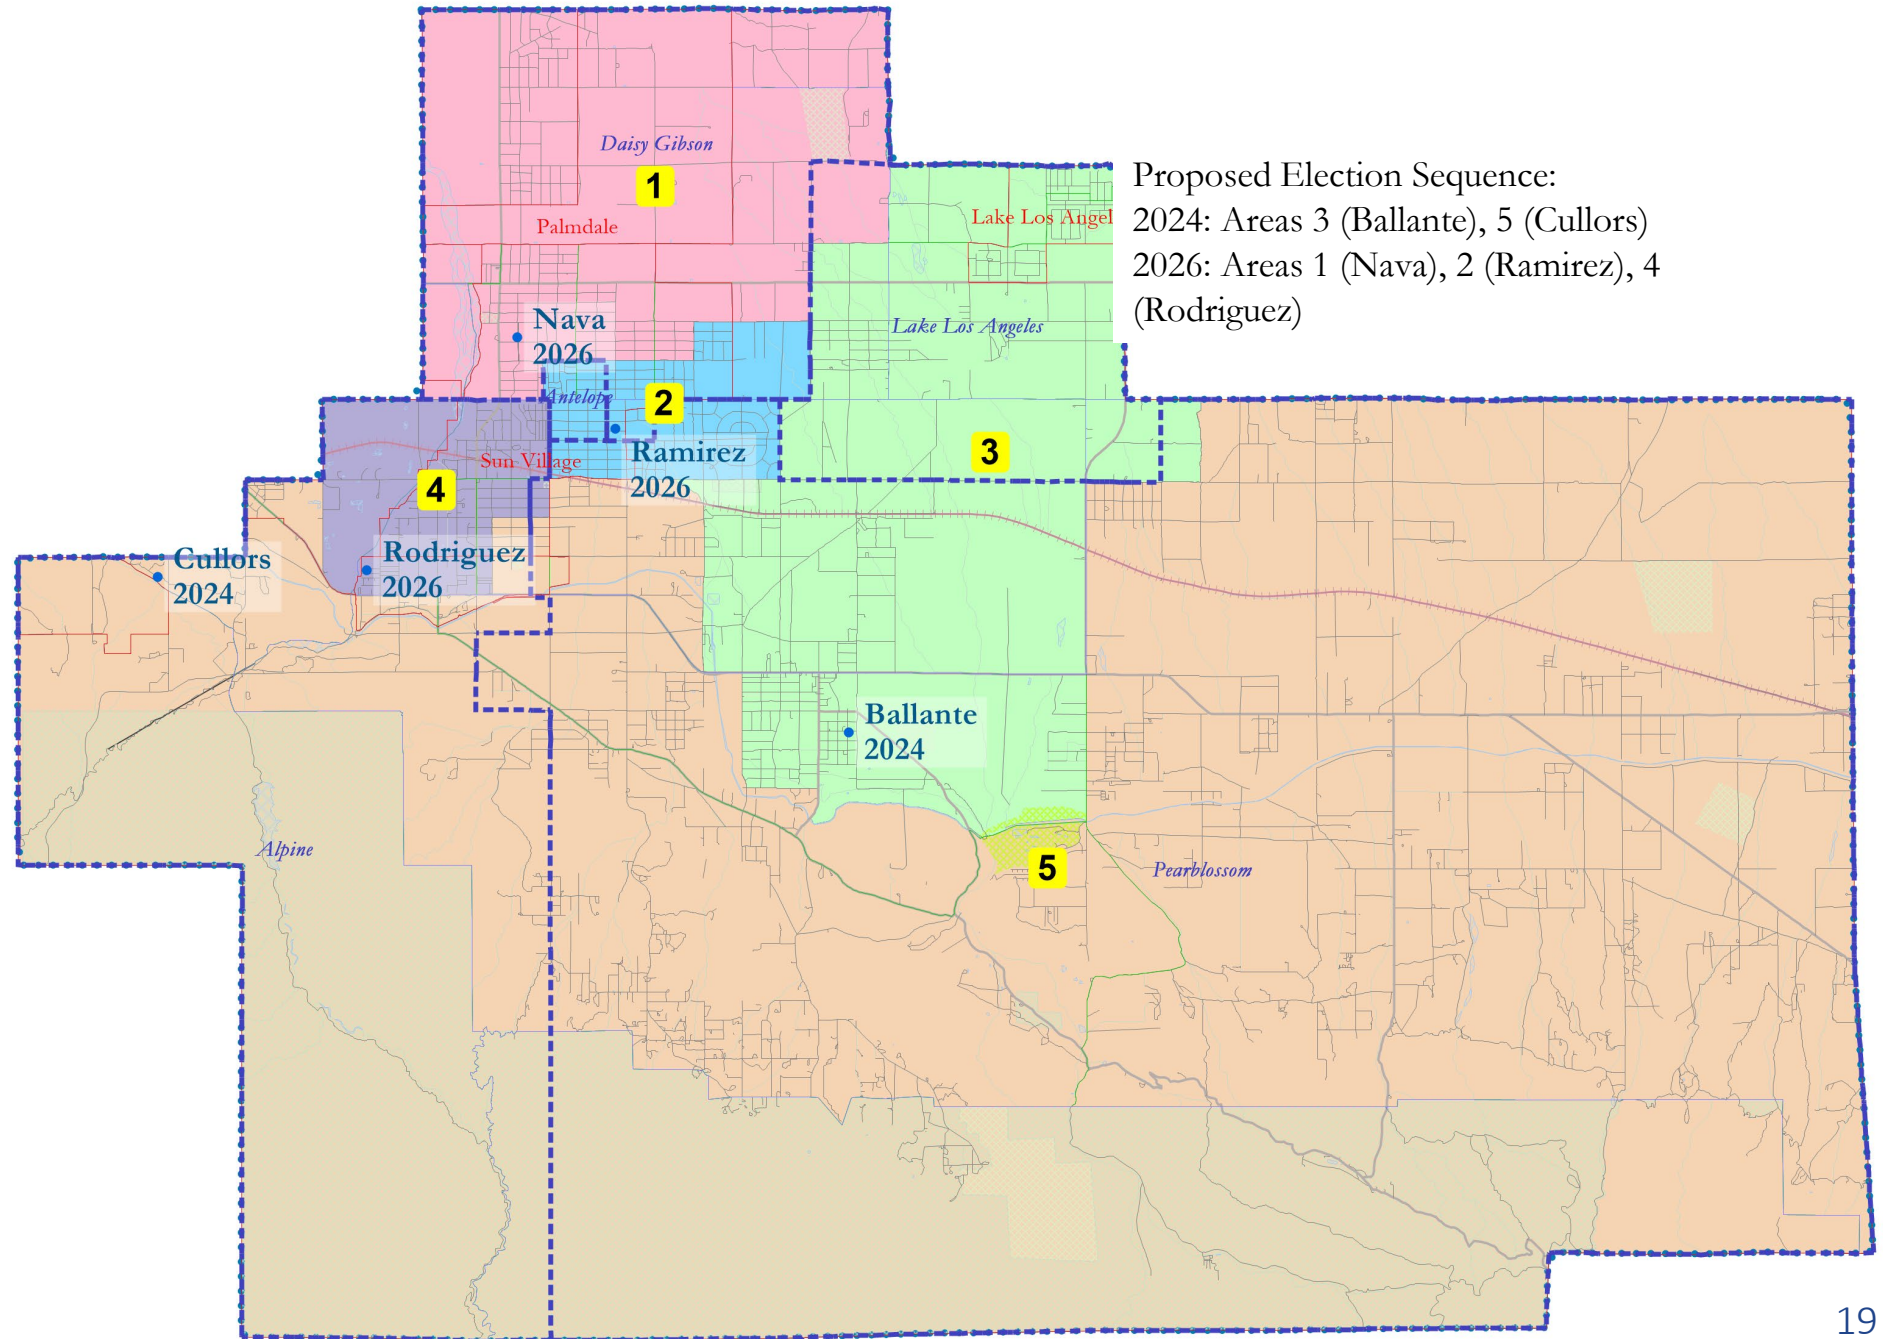 Daisy Gibson
1
Palmdale
Proposed Election Sequence:
2024: Areas 3 (Ballante), 5 (Cullors)
2026: Areas 1 (Nava), 2 (Ramirez), 4
(Rodriguez)
Lake Los Angel
Nava
2026
Lake Los Angeles
Antelope
2
Ramirez
2026
3
Sun Village
4
Cullors
2024
Rodriguez
2026
Ballante
2024
Alpine
5
Pearblossom
19